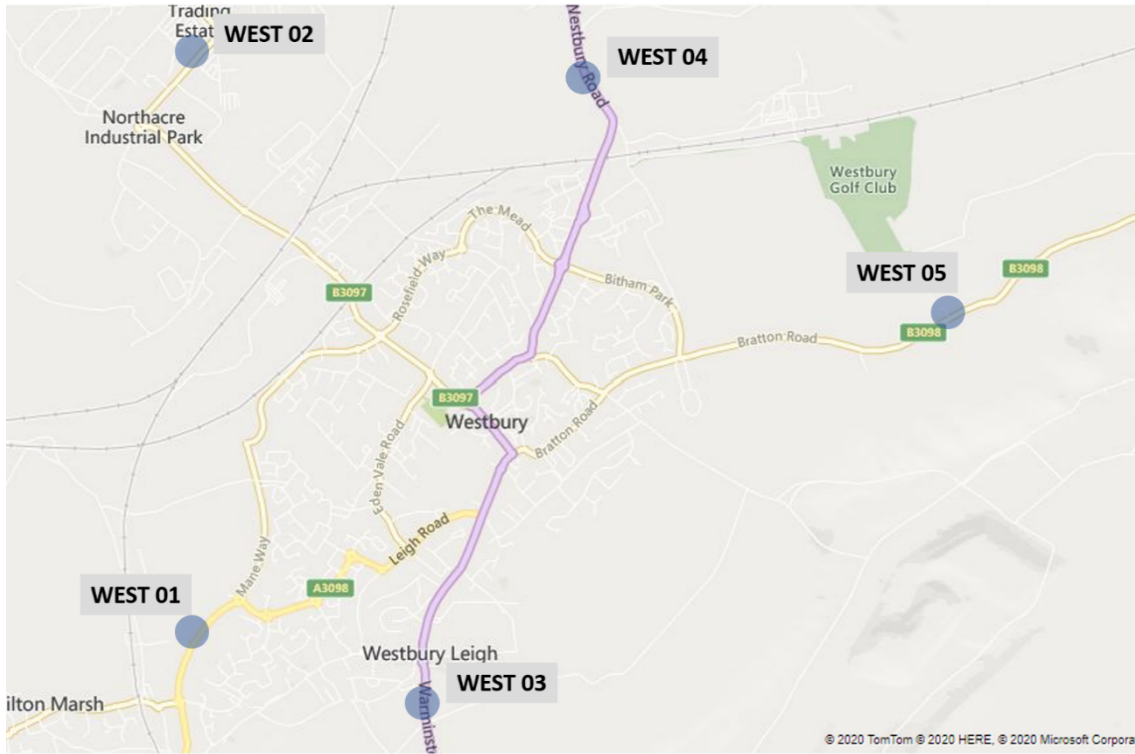 Trading
Estat
WEST 02
Westbury Road
WEST 04
Northacre
Industrial Park
Westbury
Golf Club
The Mead
Rosefield Way
B3097
Bitham Park
WEST 05
B3098
B3098
Bratton Road
B3097
Westbury
Bratton Road
Eden Vale Road
Leigh Road
Mane Way
A3098
WEST 01
Westbury Leigh
WEST 03
Warminst
ilton Marsh
© 2020 TomTom © 2020 HERE, © 2020 Microsoft Corpora